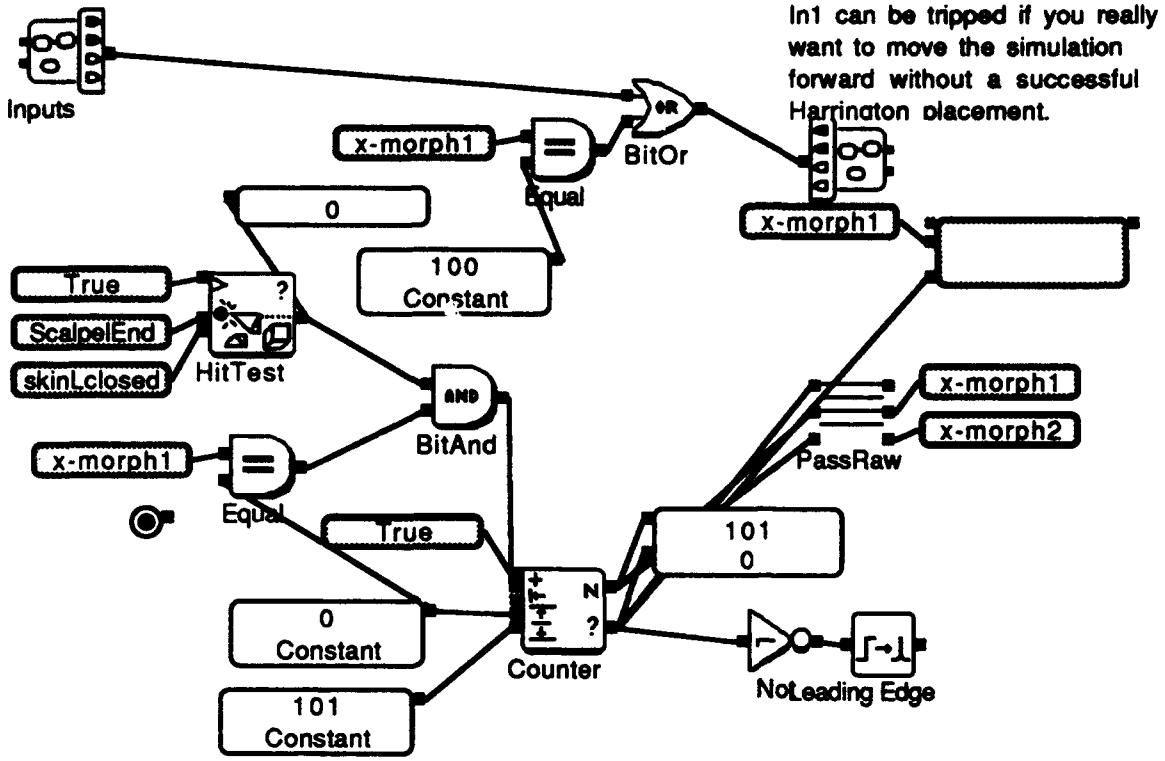 In1 can be tripped if you really
want to move the simulation
forward without a successful
Harrington placement.
Inputs
OR
BitOr
x-morph1
=
Equal
x-morph1
0
100
Constant
True
?
ScalpelEnd
skinLclosed
HitTest
AND
BitAnd
x-morph1
x-morph2
PassRaw
x-morph1
=
Equal
True
101
0
N
?
Counter
0
Constant
101
Constant
Not
Leading Edge